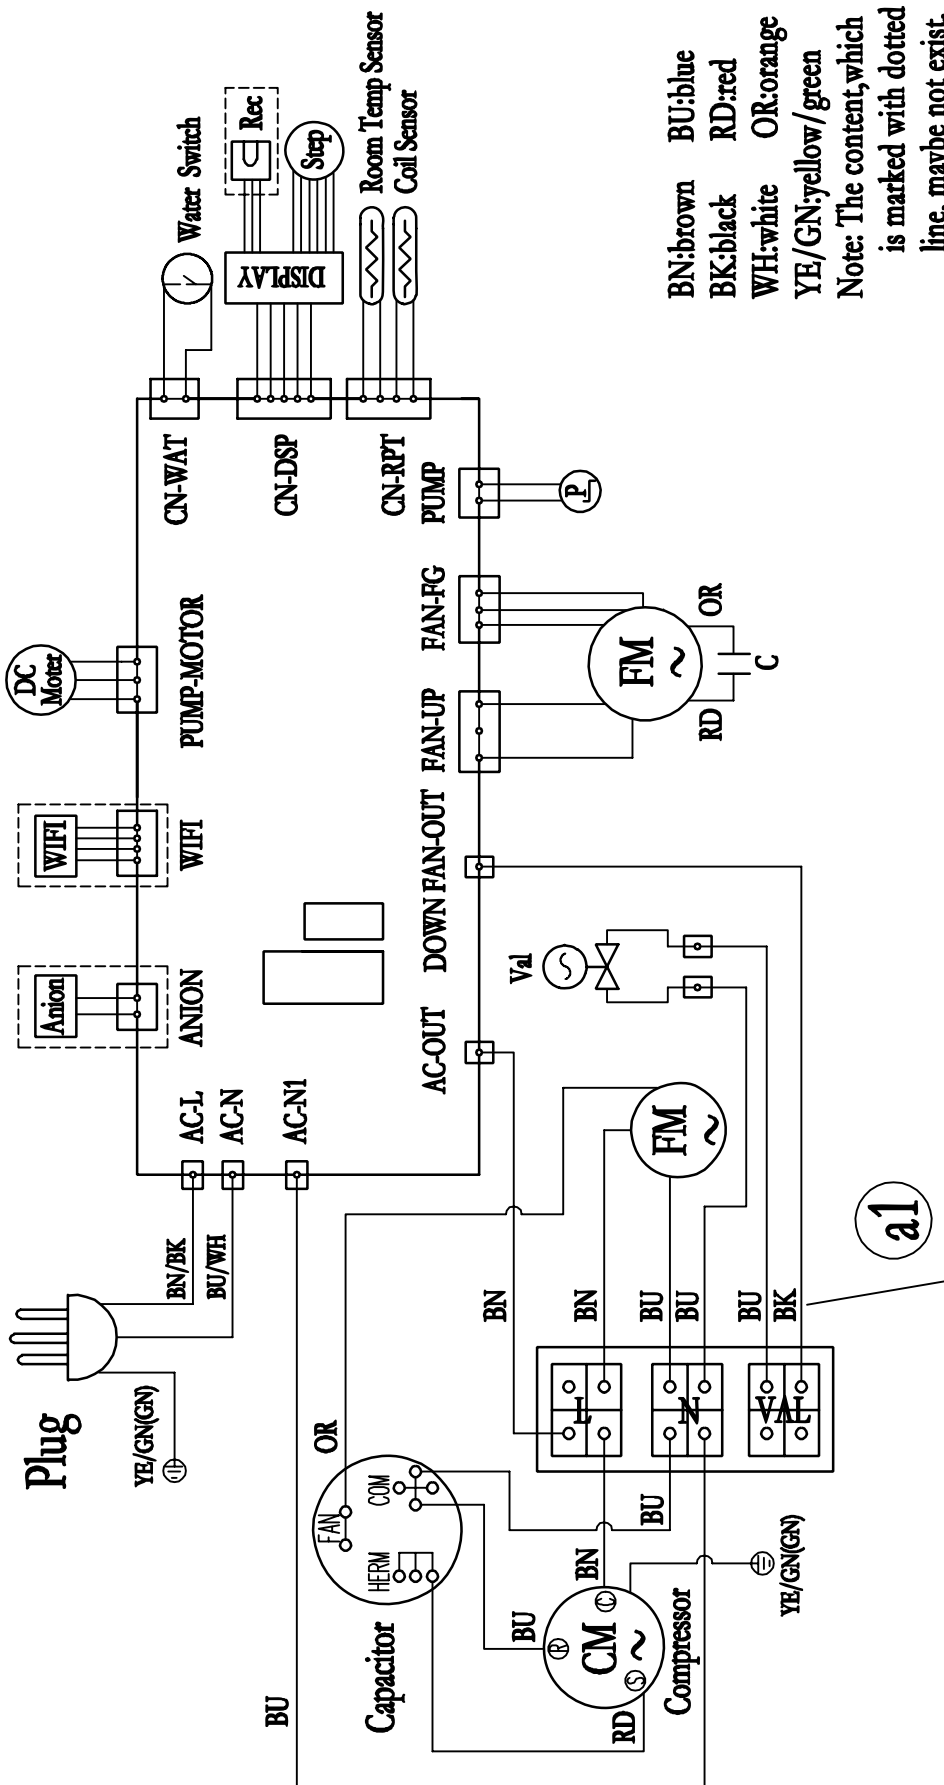 Plug
YE/GN(GN)
BN/BK
BU/WH
AC-L
AC-N
AC-N1
Anion
ANION
WIFI
WIFI
DC
Moter
PUMP-MOTOR
CN-WAT
Water Switch
CN-DSP
DISPLAY
Rec
Step
CN-RPT
Room Temp Sensor
Coil Sensor
AC-OUT
DOWN FAN-OUT
FAN-UP
FAN-FG
PUMP
P
FM
~
RD
OR
C
Val
FM
~
BU
Capacitor
HERM
FAN
COM
OR
BN
BN
BU
BU
BU
BK
L
N
VAL
a1
BU
BN
BU
RD
CM
~
R
C
S
Compressor
YE/GN(GN)
BN:brown BU:blue
BK:black RD:red
WH:white OR:orange
YE/GN:yellow/green
Note: The content,which
is marked with dotted
line, maybe not exist.